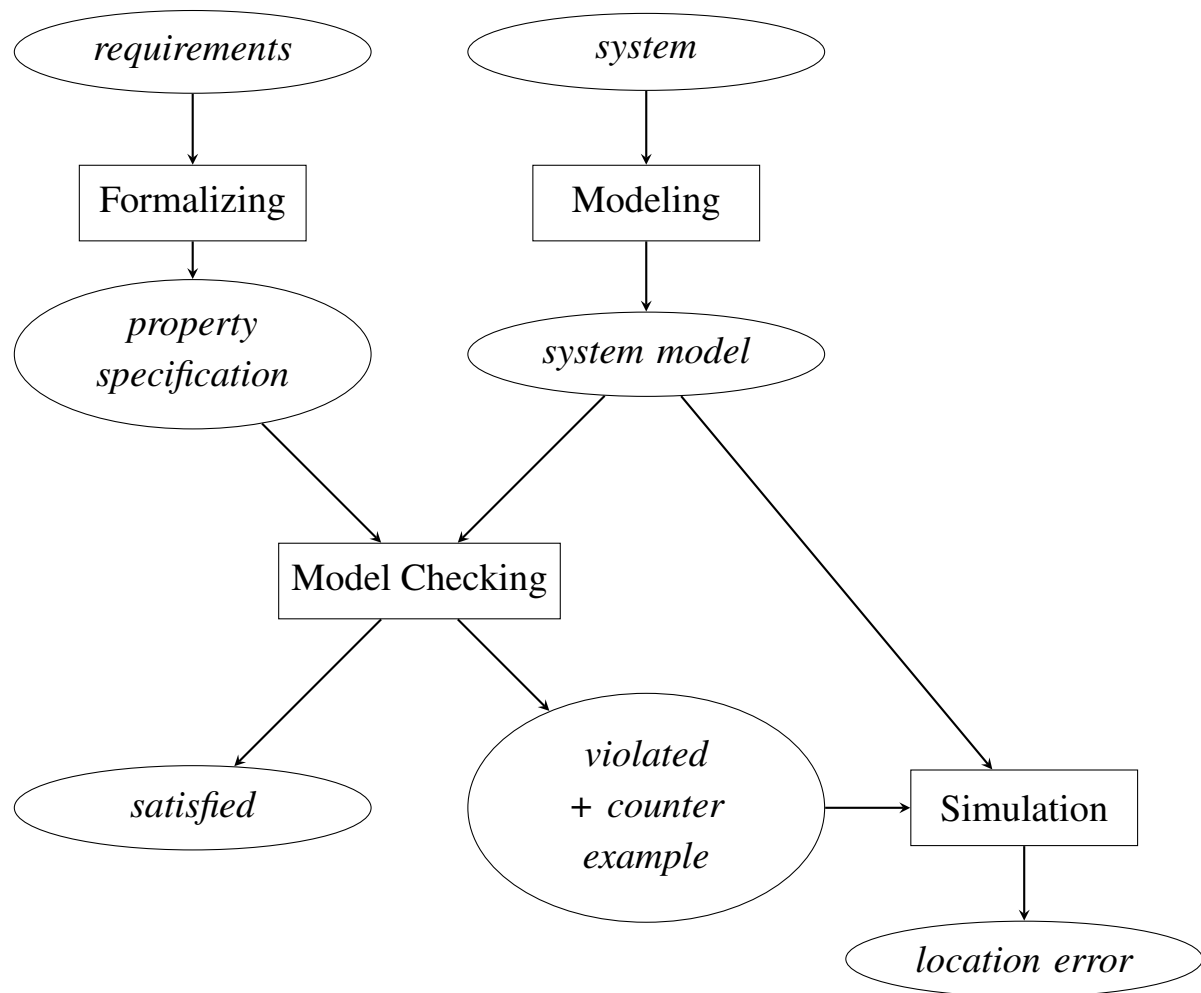 requirements
system
Formalizing
Modeling
property
specification
system model
Model Checking
satisfied
violated
+ counter
example
Simulation
location error